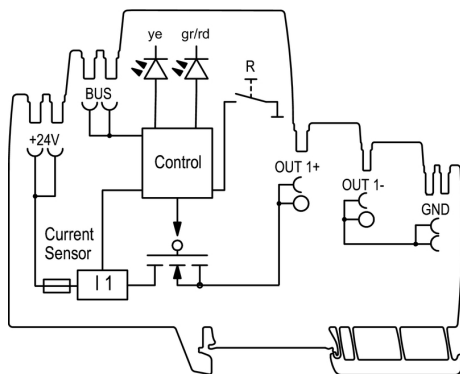 ye gr/rd
R
BUS
+24V
Control
OUT 1+
OUT 1-
GND
Current
Sensor
I 1